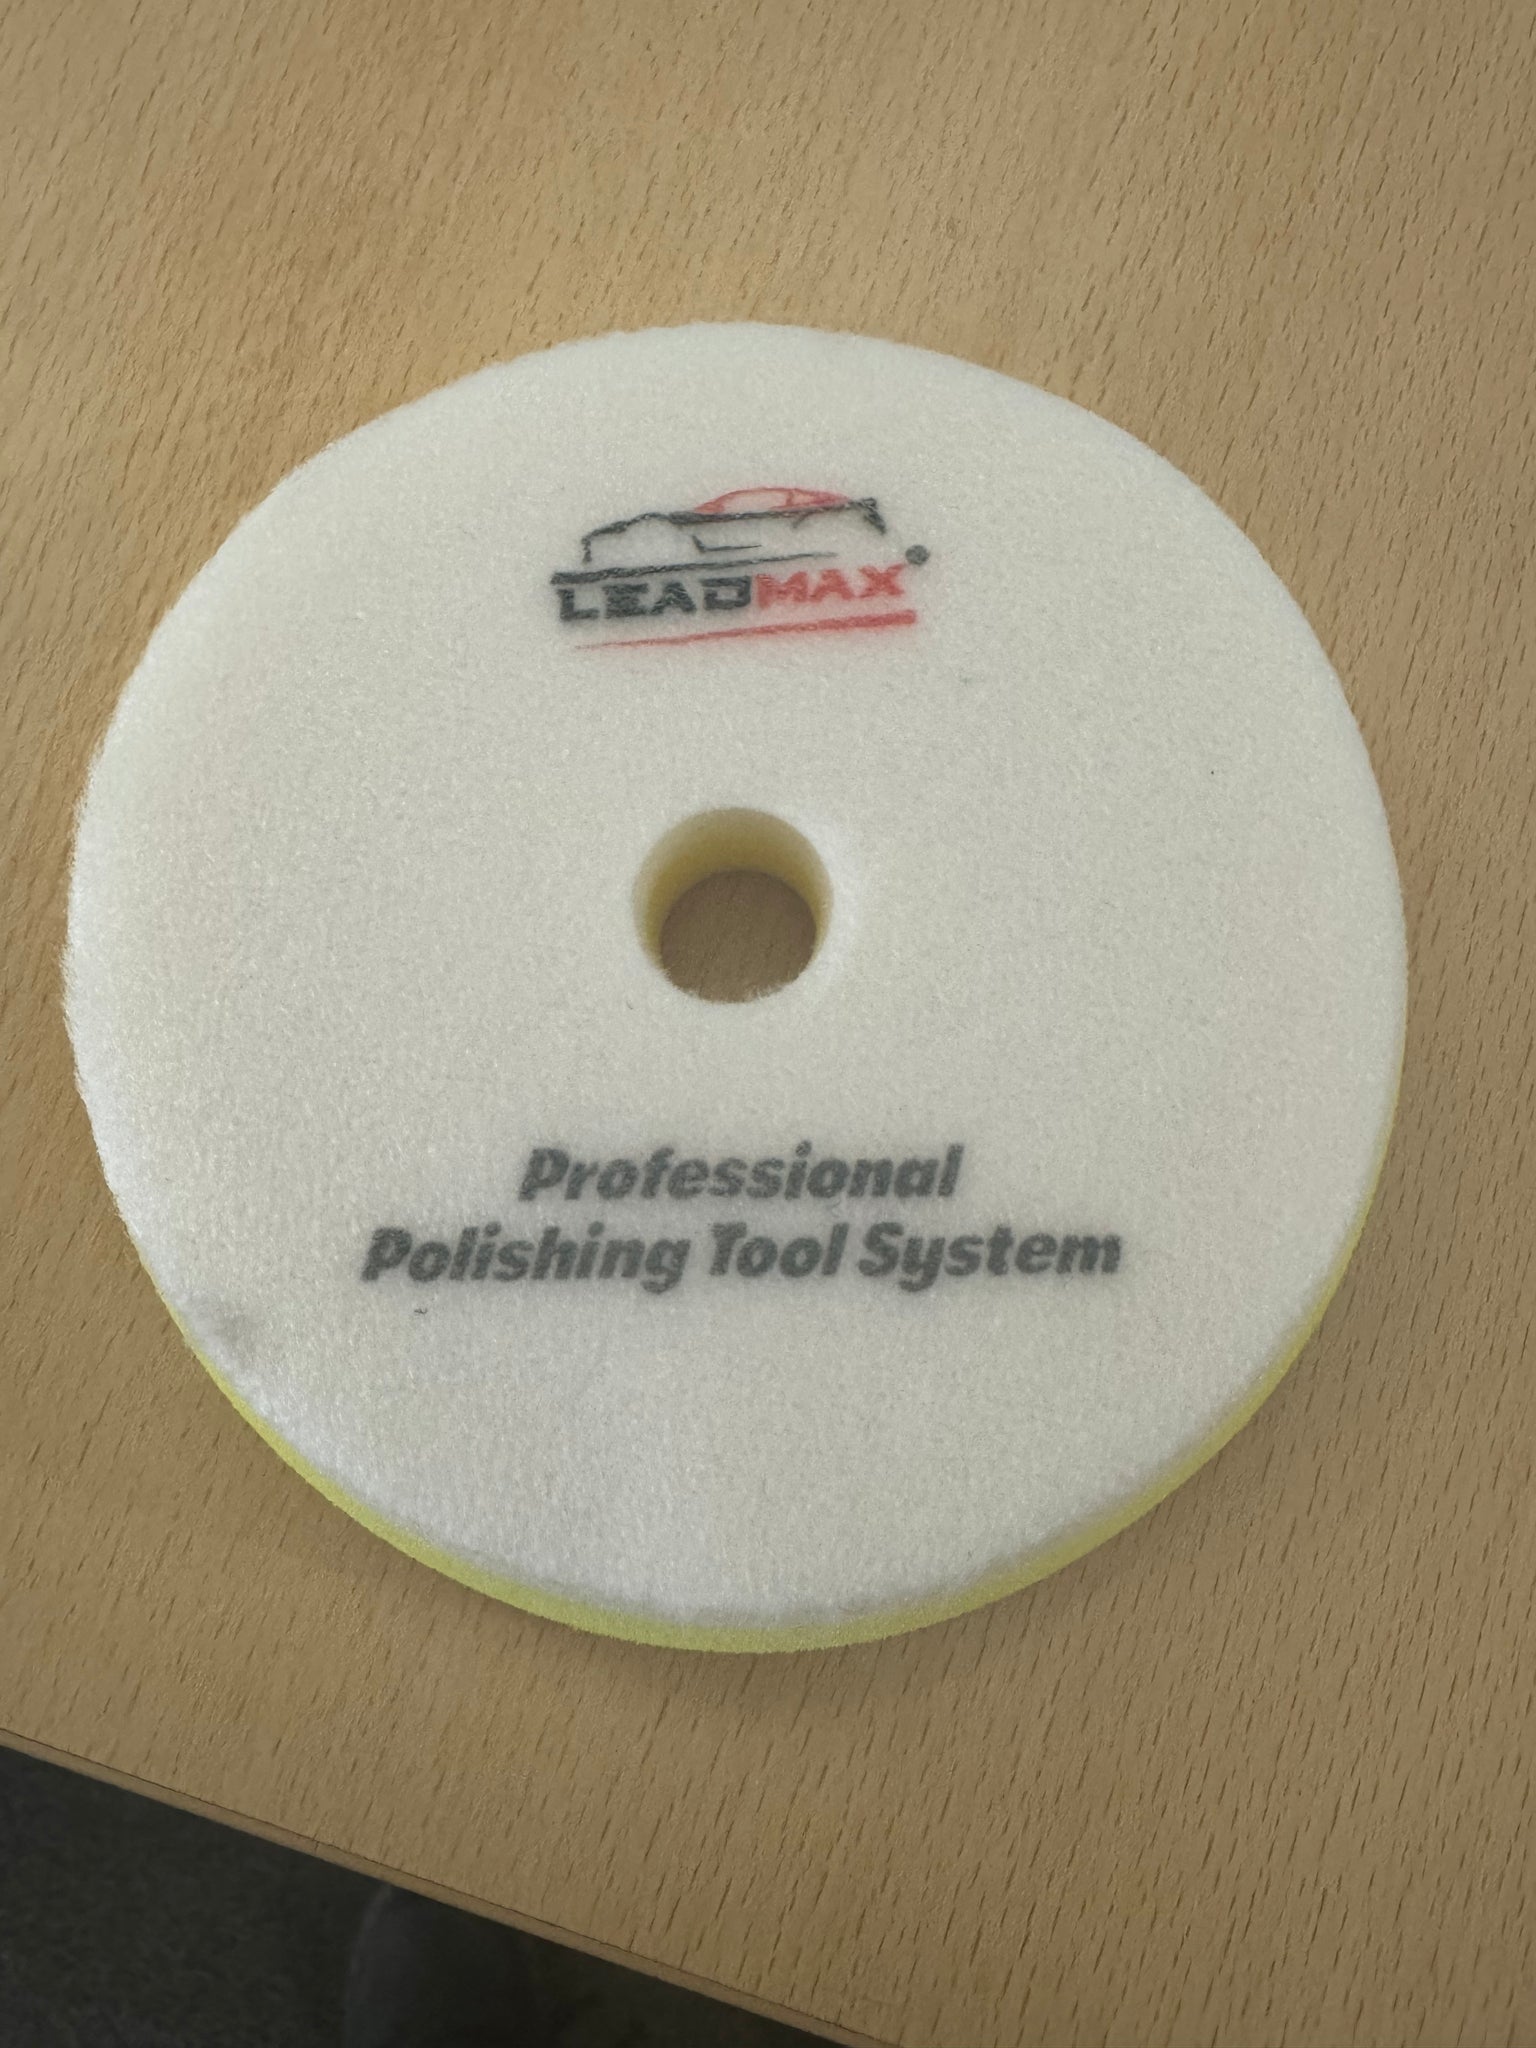 LEADMAX®
Professional
Polishing Tool System